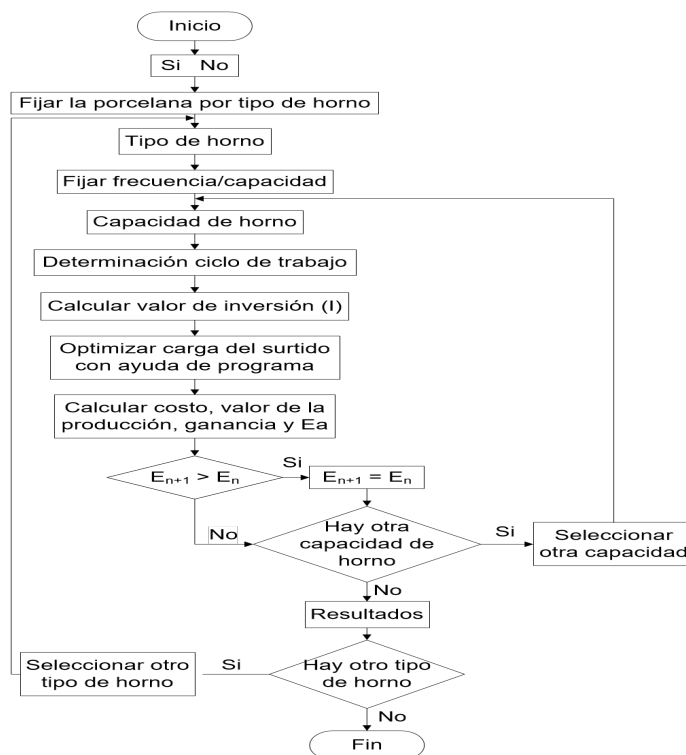 Inicio
Si No
Fijar la porcelana por tipo de horno
Tipo de horno
Fijar frecuencia/capacidad
Capacidad de horno
Determinación ciclo de trabajo
Calcular valor de inversión (I)
Optimizar carga del surtido
con ayuda de programa
Calcular costo, valor de la
producción, ganancia y Ea
Eₙ₊₁ > Eₙ
Si
Eₙ₊₁ = Eₙ
No
Hay otra
capacidad de
horno
Si
Seleccionar
otra capacidad
No
Resultados
Hay otro tipo
de horno
Si
Seleccionar otro
tipo de horno
No
Fin